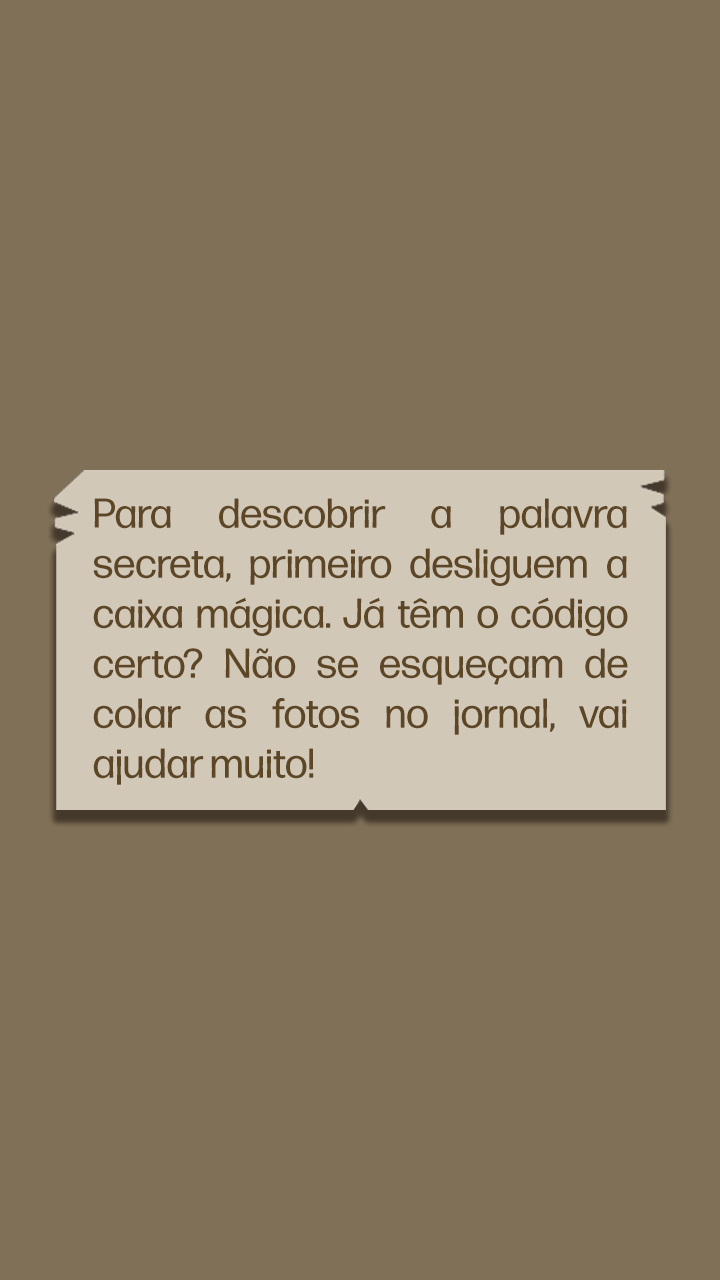 Para descobrir a palavra
secreta, primeiro desliguem a
caixa mágica. Já têm o código
certo? Não se esqueçam de
colar as fotos no jornal, vai
ajudar muito!